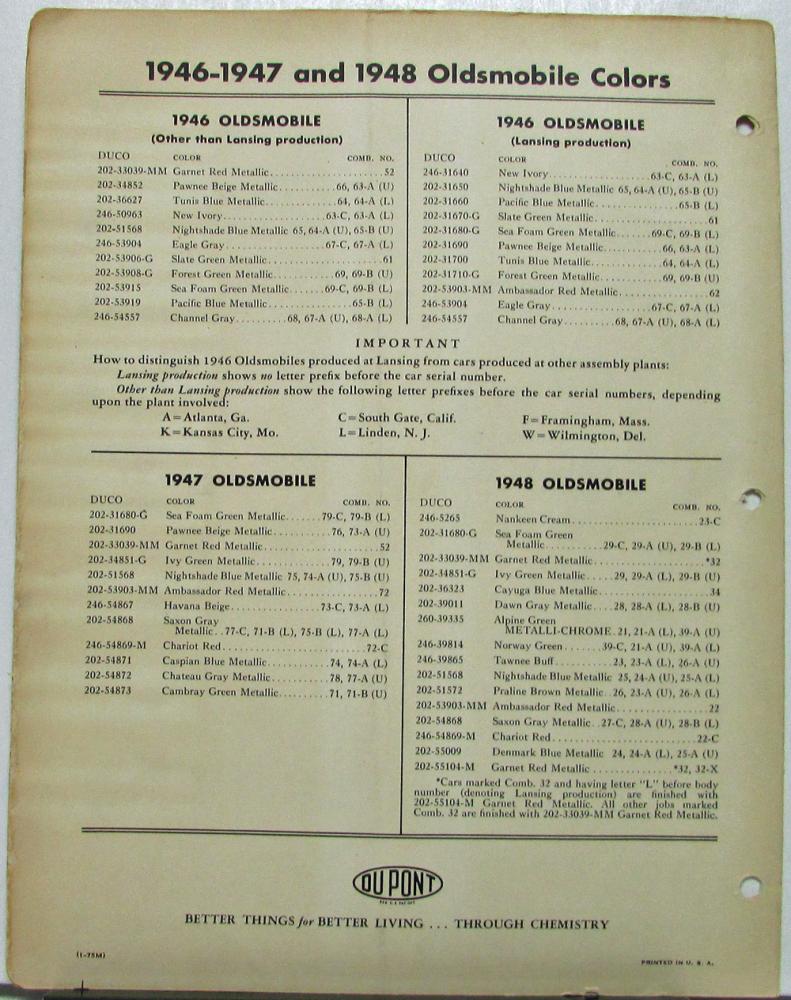 1946-1947 and 1948 Oldsmobile Colors
1946 OLDSMOBILE
(Other than Lansing production)
DUCO COLOR COMB. NO.
202-33039-MM Garnet Red Metallic....................52
202-34852 Pawnee Beige Metallic..........66, 63-A (U)
202-36627 Tunis Blue Metallic............64, 64-A (L)
246-50963 New Ivory....................63-C, 63-A (L)
202-51568 Nightshade Blue Metallic 65, 64-A (U), 65-B (U)
246-53904 Eagle Gray...................67-C, 67-A (L)
202-53906-G Slate Green Metallic....................61
202-53908-G Forest Green Metallic..........69, 69-B (U)
202-53915 Sea Foam Green Metallic......69-C, 69-B (L)
202-53919 Pacific Blue Metallic..............65-B (L)
246-54557 Channel Gray.........68, 67-A (U), 68-A (L)
1946 OLDSMOBILE
(Lansing production)
DUCO COLOR COMB. NO.
246-31640 New Ivory....................63-C, 63-A (L)
202-31650 Nightshade Blue Metallic 65, 64-A (U), 65-B (U)
202-31660 Pacific Blue Metallic..............65-B (L)
202-31670-G Slate Green Metallic....................61
202-31680-G Sea Foam Green Metallic......69-C, 69-B (L)
202-31690 Pawnee Beige Metallic..........66, 63-A (L)
202-31700 Tunis Blue Metallic............64, 64-A (L)
202-31710-G Forest Green Metallic..........69, 69-B (U)
202-53903-MM Ambassador Red Metallic................62
246-53904 Eagle Gray...................67-C, 67-A (L)
246-54557 Channel Gray.........68, 67-A (U), 68-A (L)
IMPORTANT
How to distinguish 1946 Oldsmobiles produced at Lansing from cars produced at other assembly plants:
Lansing production shows no letter prefix before the car serial number.
Other than Lansing production show the following letter prefixes before the car serial numbers, depending
upon the plant involved:
A=Atlanta, Ga. C=South Gate, Calif. F=Framingham, Mass.
K=Kansas City, Mo. L=Linden, N. J. W=Wilmington, Del.
1947 OLDSMOBILE
DUCO COLOR COMB. NO.
202-31680-G Sea Foam Green Metallic.......79-C, 79-B (L)
202-31690 Pawnee Beige Metallic..........76, 73-A (U)
202-33039-MM Garnet Red Metallic....................52
202-34851-G Ivy Green Metallic.............79, 79-B (U)
202-51568 Nightshade Blue Metallic 75, 74-A (U), 75-B (U)
202-53903-MM Ambassador Red Metallic................72
246-54867 Havana Beige.................73-C, 73-A (L)
202-54868 Saxon Gray
Metallic..77-C, 71-B (L), 75-B (L), 77-A (L)
246-54869-M Chariot Red.......................72-C
202-54871 Caspian Blue Metallic..........74, 74-A (L)
202-54872 Chateau Gray Metallic..........78, 77-A (U)
202-54873 Cambray Green Metallic.........71, 71-B (U)
1948 OLDSMOBILE
DUCO COLOR COMB. NO.
246-5265 Nankeen Cream......................23-C
202-31680-G Sea Foam Green
Metallic.........29-C, 29-A (U), 29-B (L)
202-33039-MM Garnet Red Metallic..................*32
202-34851-G Ivy Green Metallic.....29, 29-A (L), 29-B (U)
202-36323 Cayuga Blue Metallic...................34
202-39011 Dawn Gray Metallic....28, 28-A (L), 28-B (U)
260-39335 Alpine Green
METALLI-CHROME.21, 21-A (L), 39-A (U)
246-39814 Norway Green.......39-C, 21-A (U), 39-A (L)
246-39865 Tawnee Buff..........23, 23-A (L), 26-A (U)
202-51568 Nightshade Blue Metallic 25, 24-A (U), 25-A (L)
202-51572 Praline Brown Metallic .26, 23-A (U), 26-A (L)
202-53903-MM Ambassador Red Metallic................22
202-54868 Saxon Gray Metallic..27-C, 28-A (U), 28-B (L)
246-54869-M Chariot Red.........................22-C
202-55009 Denmark Blue Metallic 24, 24-A (L), 25-A (U)
202-55104-M Garnet Red Metallic..............*32, 32-X
*Cars marked Comb. 32 and having letter "L" before body
number (denoting Lansing production) are finished with
202-55104-M Garnet Red Metallic. All other jobs marked
Comb. 32 are finished with 202-33039-MM Garnet Red Metallic.
DU PONT
REG. U.S. PAT. OFF.
BETTER THINGS for BETTER LIVING ... THROUGH CHEMISTRY
(1-75M)
PRINTED IN U. S. A.